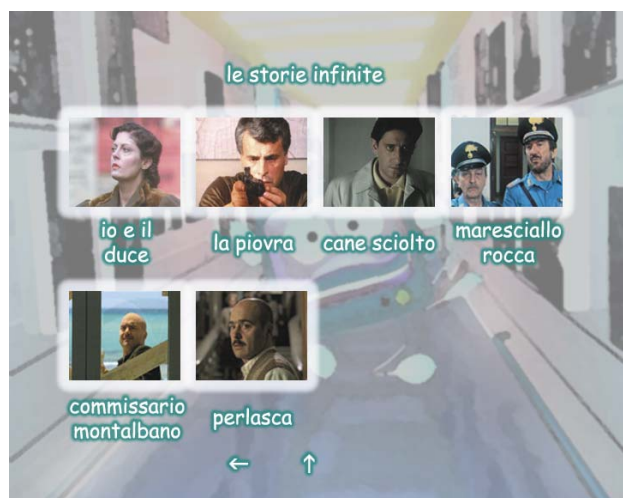 le storie infinite
io e il
duce
la piovra
cane sciolto
maresciallo
rocca
commissario
montalbano
perlasca
← ↑